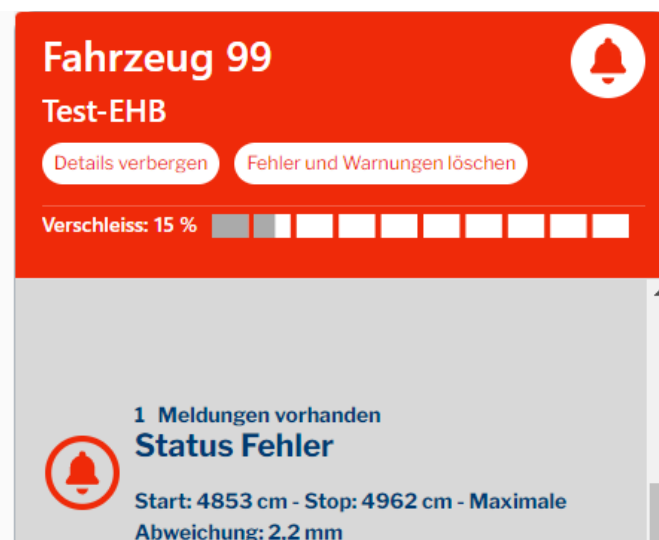 Fahrzeug 99
Test-EHB
Details verbergen Fehler und Warnungen löschen
Verschleiss: 15 %
1 Meldungen vorhanden
Status Fehler
Start: 4853 cm - Stop: 4962 cm - Maximale
Abweichung: 2.2 mm